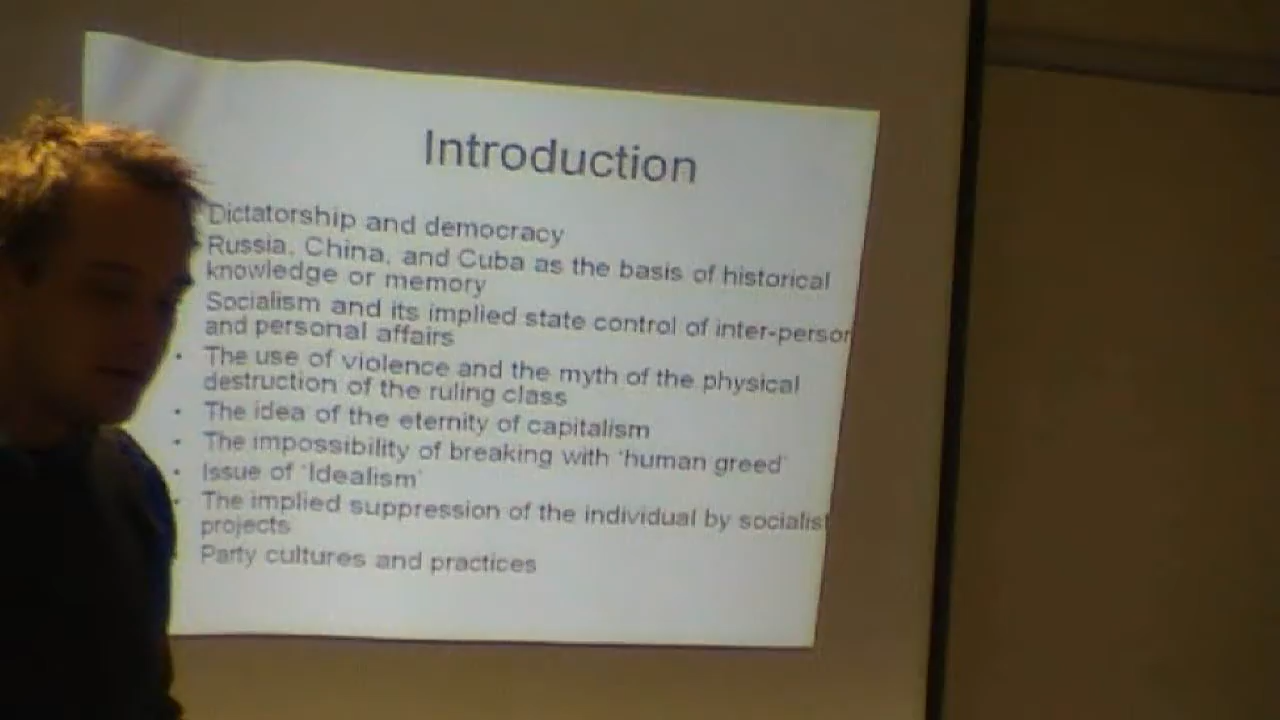 Introduction
Dictatorship and democracy
Russia, China, and Cuba as the basis of historical
knowledge or memory
Socialism and its implied state control of inter-person
and personal affairs
• The use of violence and the myth of the physical
destruction of the ruling class
• The idea of the eternity of capitalism
• The impossibility of breaking with 'human greed'
• Issue of 'Idealism'
• The implied suppression of the individual by socialist
projects
Party cultures and practices